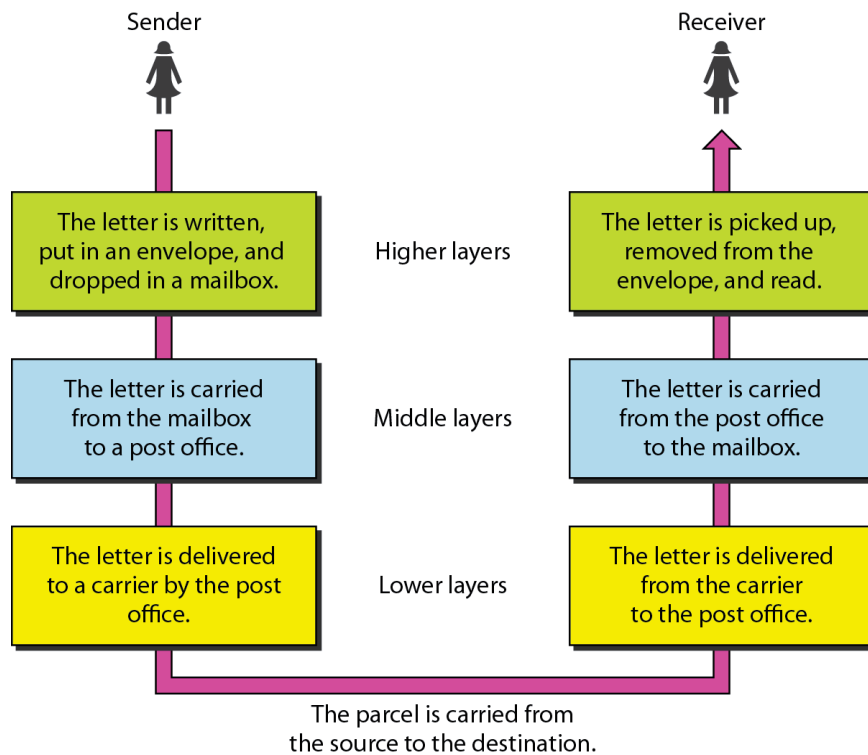 Sender
Receiver
The letter is written,
put in an envelope, and
dropped in a mailbox.
Higher layers
The letter is picked up,
removed from the
envelope, and read.
The letter is carried
from the mailbox
to a post office.
Middle layers
The letter is carried
from the post office
to the mailbox.
The letter is delivered
to a carrier by the post
office.
Lower layers
The letter is delivered
from the carrier
to the post office.
The parcel is carried from
the source to the destination.